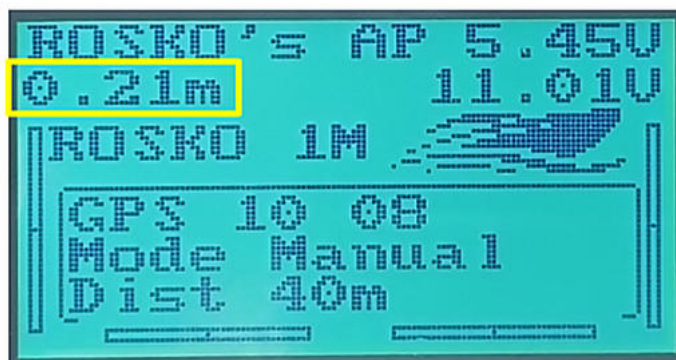 ROSKO's AP 5.45V
0.21m 11.01V
ROSKO 1M
GPS 10 08
Mode Manual
Dist 40m